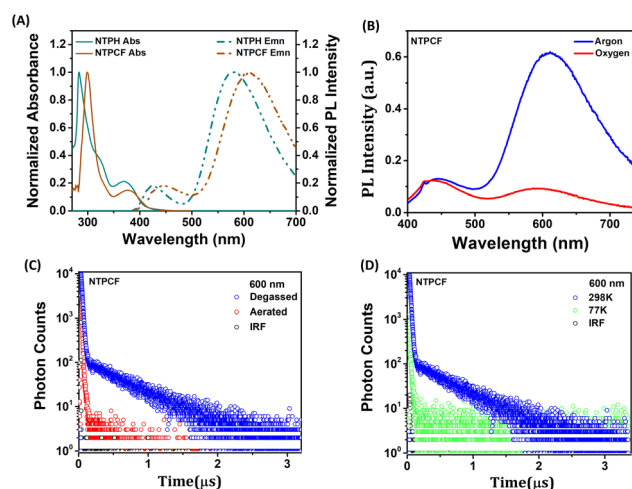 (A)
NTPH Abs
NTPCF Abs
NTPH Emn
NTPCF Emn
Normalized Absorbance
1.0
0.8
0.6
0.4
0.2
0.0
Normalized PL Intensity
1.0
0.8
0.6
0.4
0.2
0.0
300 400 500 600 700
Wavelength (nm)
(B)
NTPCF
Argon
Oxygen
PL Intensity (a.u.)
0.6
0.4
0.2
0.0
400 500 600 700
Wavelength (nm)
(C)
NTPCF
600 nm
Degassed
Aerated
IRF
Photon Counts
10^4
10^3
10^2
10^1
10^0
0 1 2 3
Time(μs)
(D)
NTPCF
600 nm
298K
77K
IRF
Photon Counts
10^4
10^3
10^2
10^1
10^0
0 1 2 3
Time(μs)